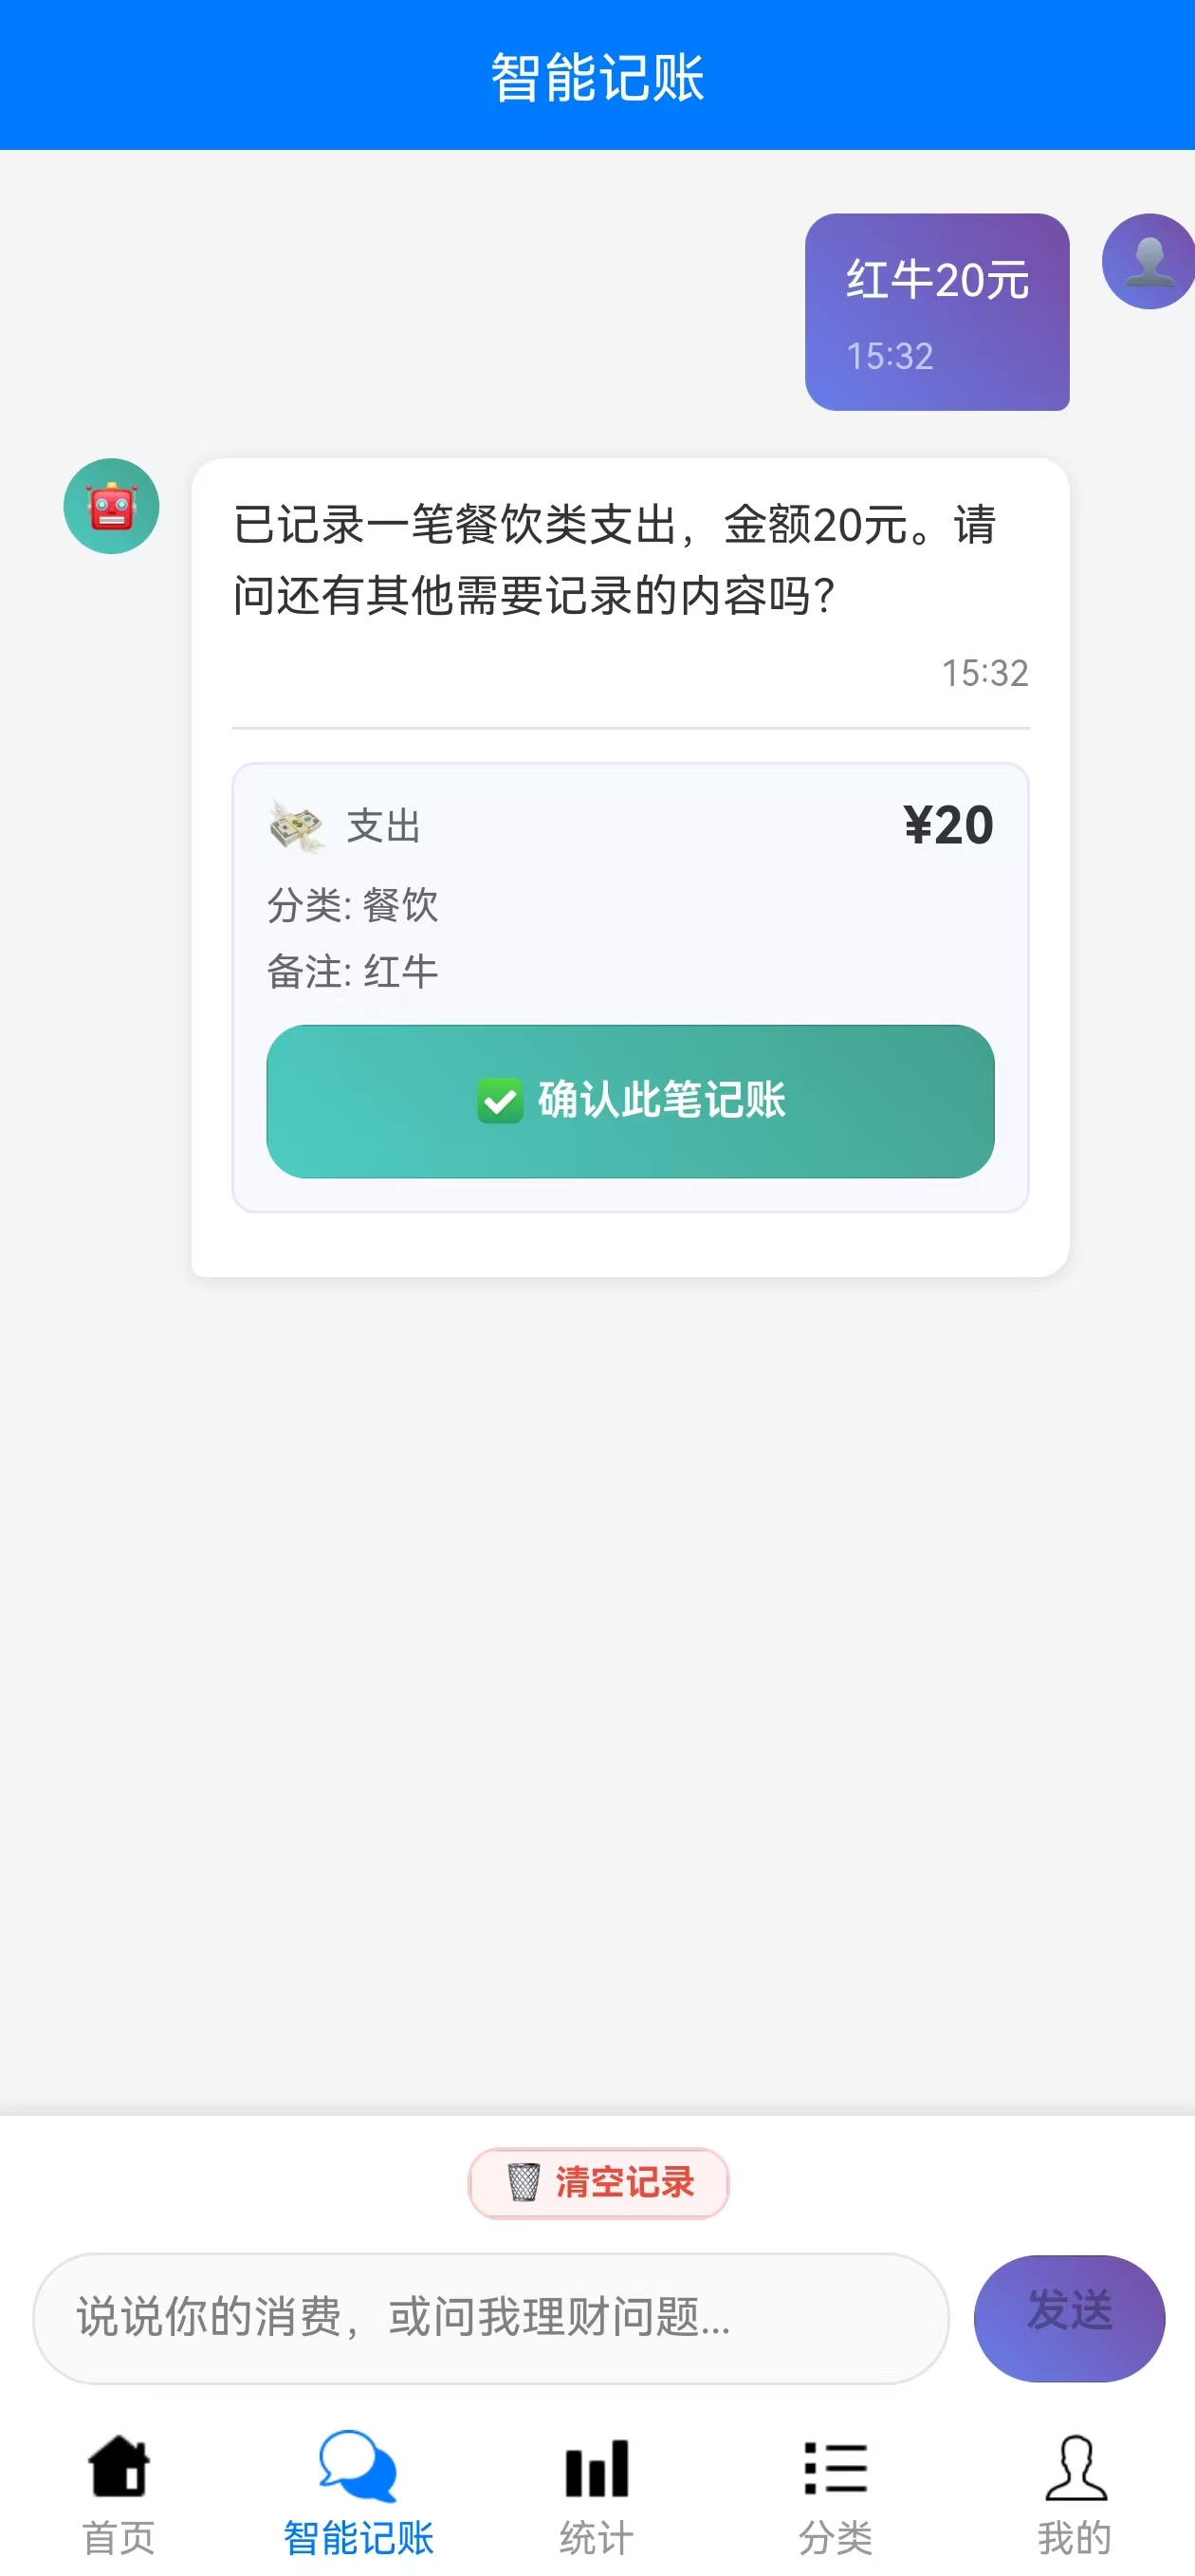 智能记账
红牛20元
15:32
已记录一笔餐饮类支出，金额20元。请
问还有其他需要记录的内容吗？
15:32
支出
¥20
分类: 餐饮
备注: 红牛
确认此笔记账
清空记录
说说你的消费，或问我理财问题...
发送
首页
智能记账
统计
分类
我的